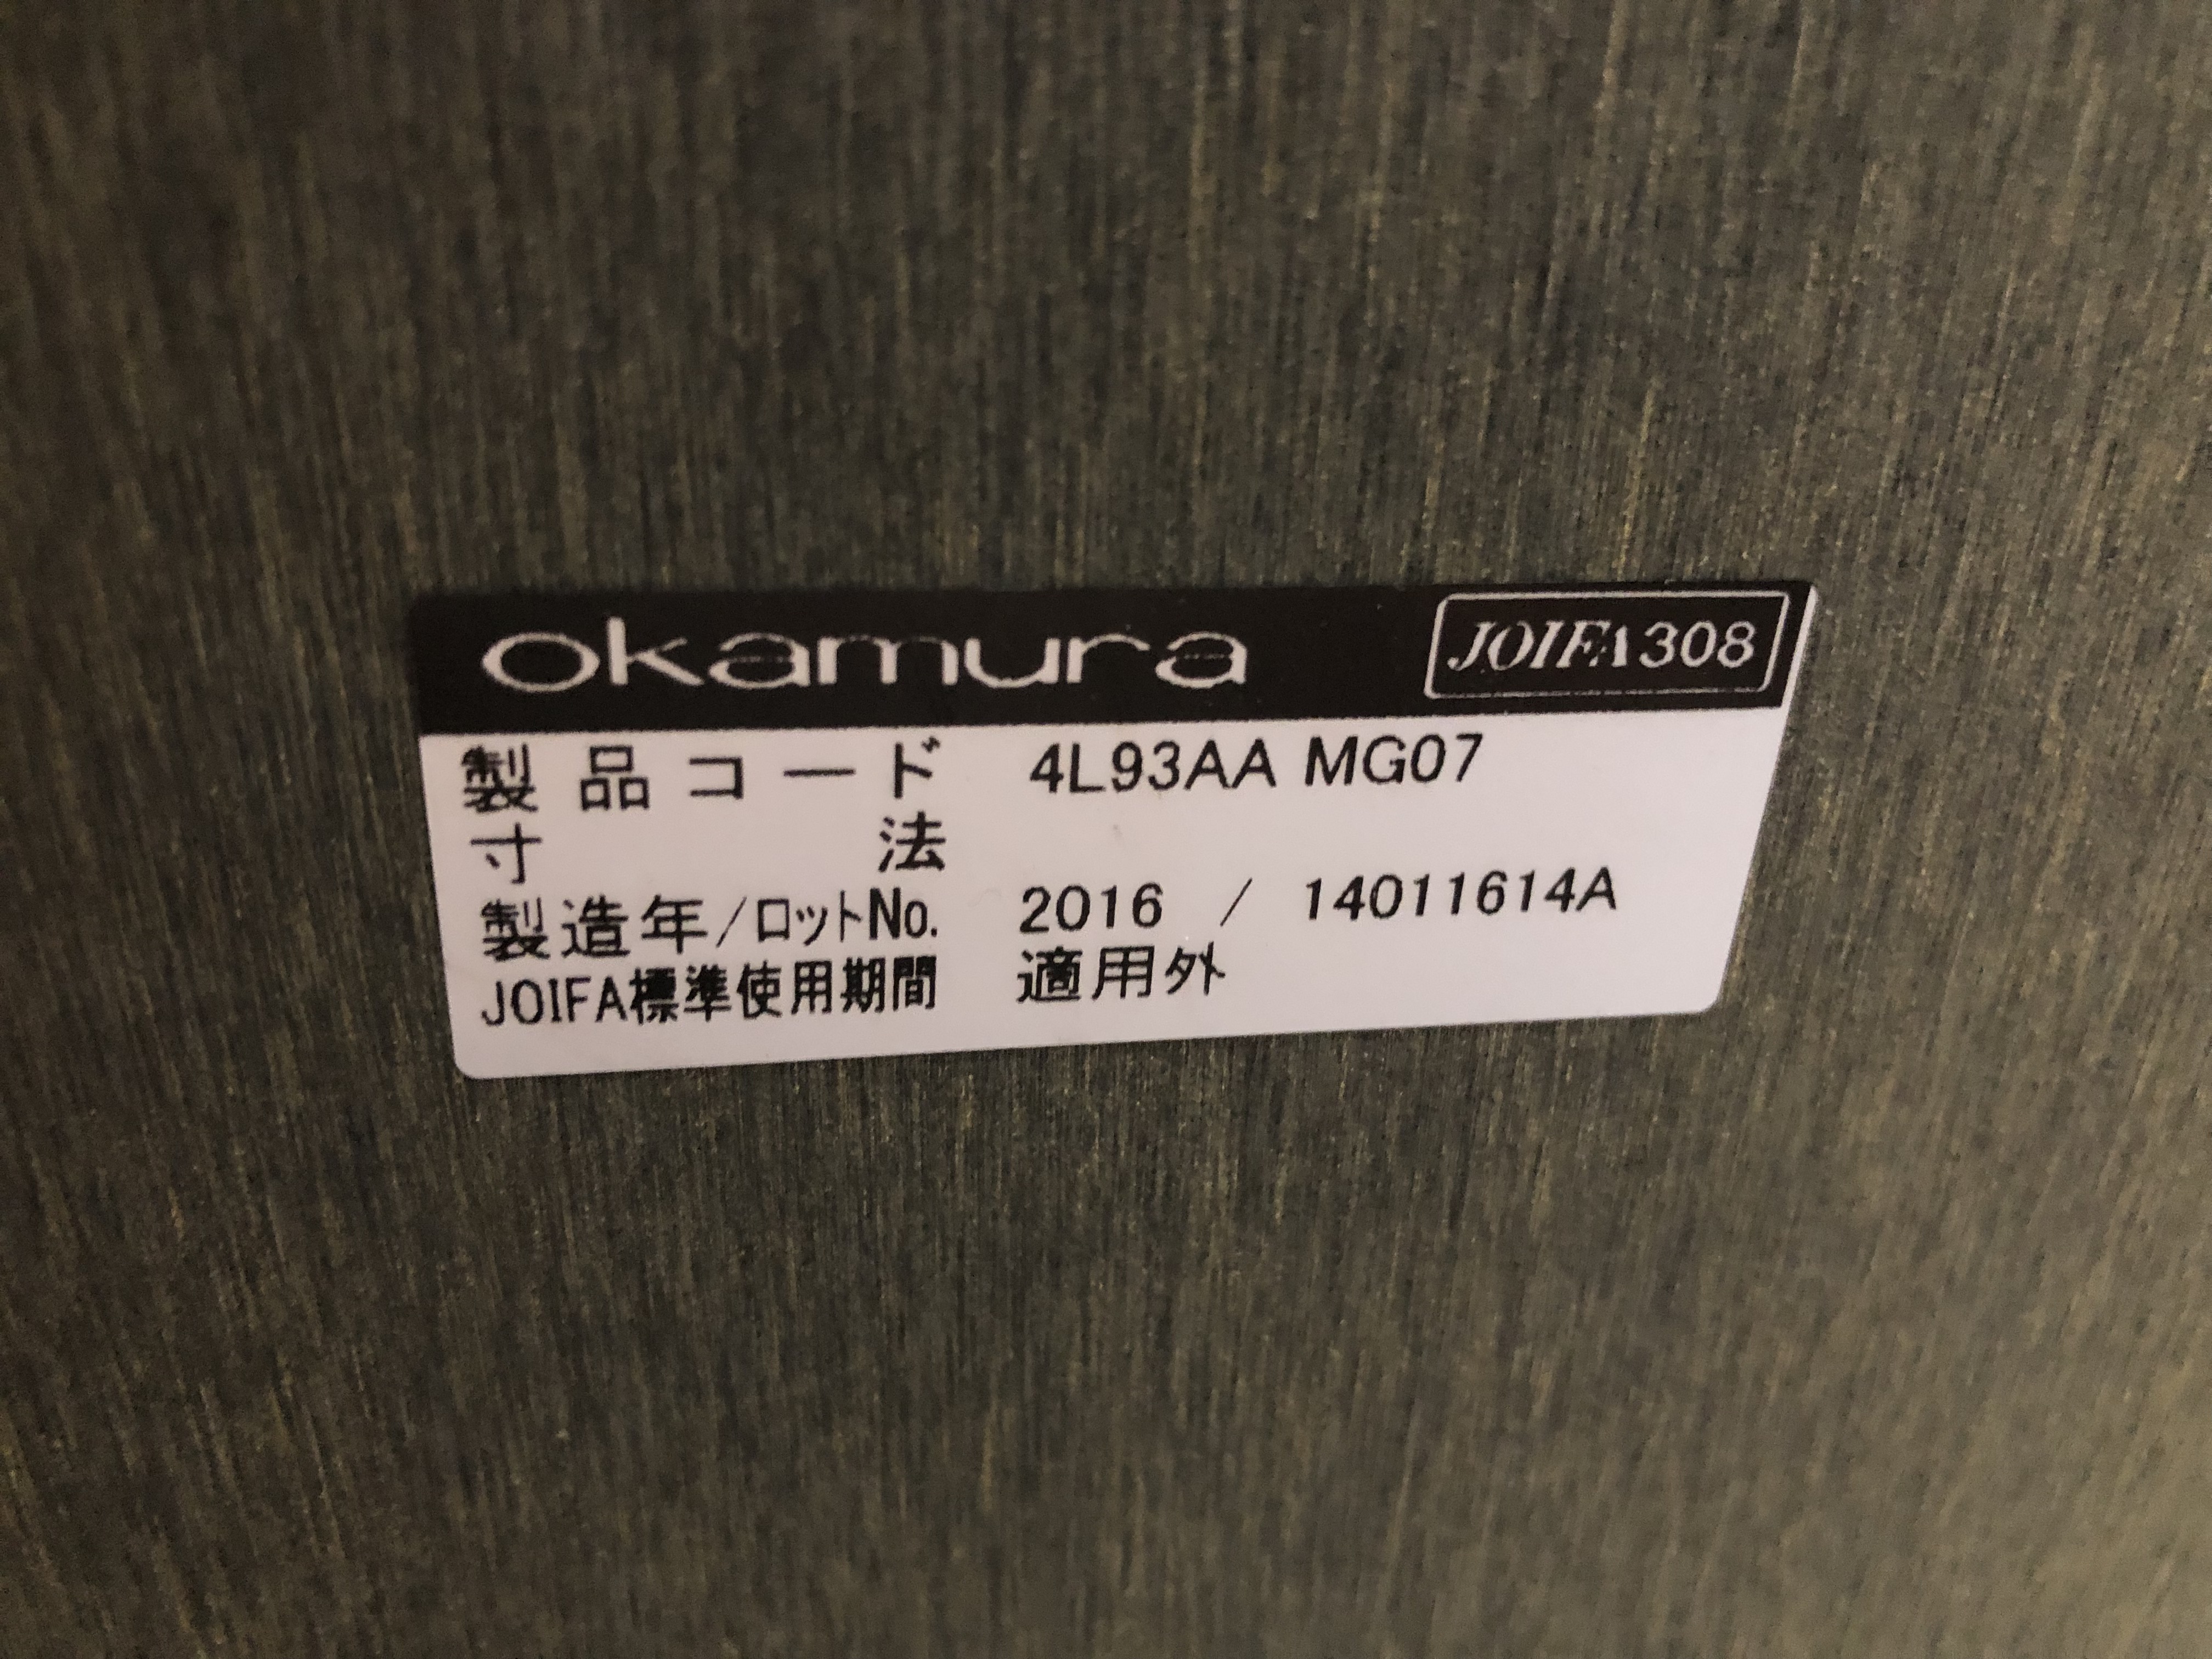 okamura JOIFA308
製品コード 4L93AA MG07
寸法
製造年/ロットNo. 2016 / 14011614A
JOIFA標準使用期間 適用外